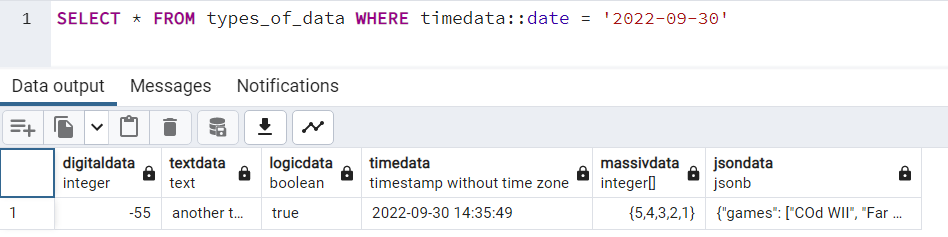 1 SELECT * FROM types_of_data WHERE timedata::date = '2022-09-30'
Data output Messages Notifications
digitaldata textdata logicdata timedata massivdata jsondata
integer text boolean timestamp without time zone integer[] jsonb
1 -55 another t... true 2022-09-30 14:35:49 {5,4,3,2,1} {"games": ["COd WII", "Far ...